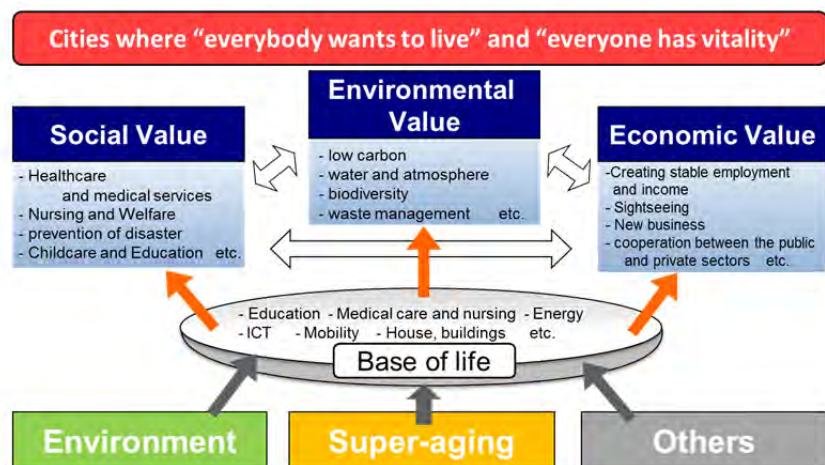 Cities where “everybody wants to live” and “everyone has vitality”
Social Value
- Healthcare
and medical services
- Nursing and Welfare
- prevention of disaster
- Childcare and Education etc.
Environmental
Value
- low carbon
- water and atmosphere
- biodiversity
- waste management etc.
Economic Value
-Creating stable employment
and income
- Sightseeing
- New business
- cooperation between the public
and private sectors etc.
- Education - Medical care and nursing - Energy
- ICT - Mobility - House, buildings etc.
Base of life
Environment
Super-aging
Others